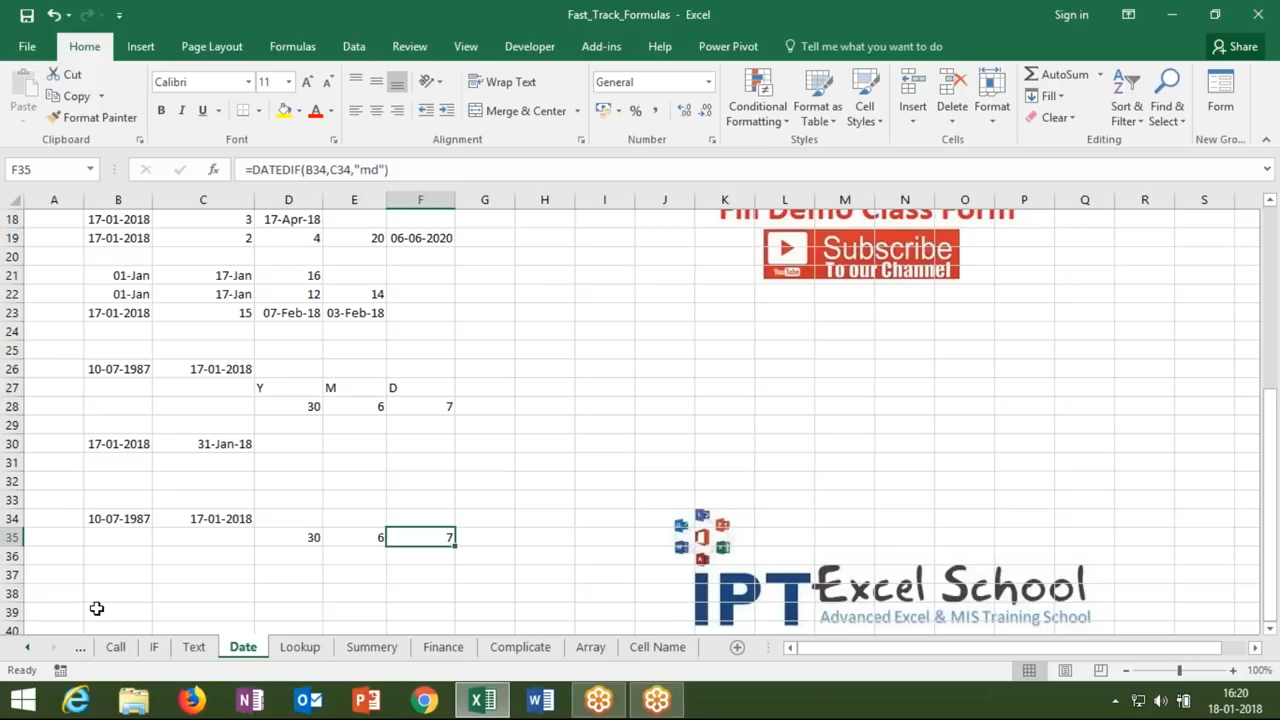 Fast_Track_Formulas - Excel
Sign in
File Home Insert Page Layout Formulas Data Review View Developer Add-ins Help Power Pivot Tell me what you want to do Share
Paste
Cut
Copy
Format Painter
Clipboard
Calibri 11
B I U
Font
Wrap Text
Merge & Center
Alignment
General
Number
Conditional Formatting
Format as Table
Cell Styles
Styles
Insert
Delete
Format
Cells
AutoSum
Fill
Clear
Sort & Filter
Find & Select
Editing
Form
New Gro...
F35 fx =DATEDIF(B34,C34,"md")
A B C D E F G H I J K L M N O P Q R S
18 17-01-2018 3 17-Apr-18
Fill Demo Class Form
19 17-01-2018 2 4 20 06-06-2020
YouTube Subscribe
To our Channel
20
21 01-Jan 17-Jan 16
22 01-Jan 17-Jan 12 14
23 17-01-2018 15 07-Feb-18 03-Feb-18
24
25
26 10-07-1987 17-01-2018
27 Y M D
28 30 6 7
29
30 17-01-2018 31-Jan-18
31
32
33
34 10-07-1987 17-01-2018
35 30 6 7
36
37
38
39
40
IPT Excel School
Advanced Excel & MIS Training School
... Call IF Text Date Lookup Summery Finance Complicate Array Cell Name
Ready
100%
16:20
18-01-2018